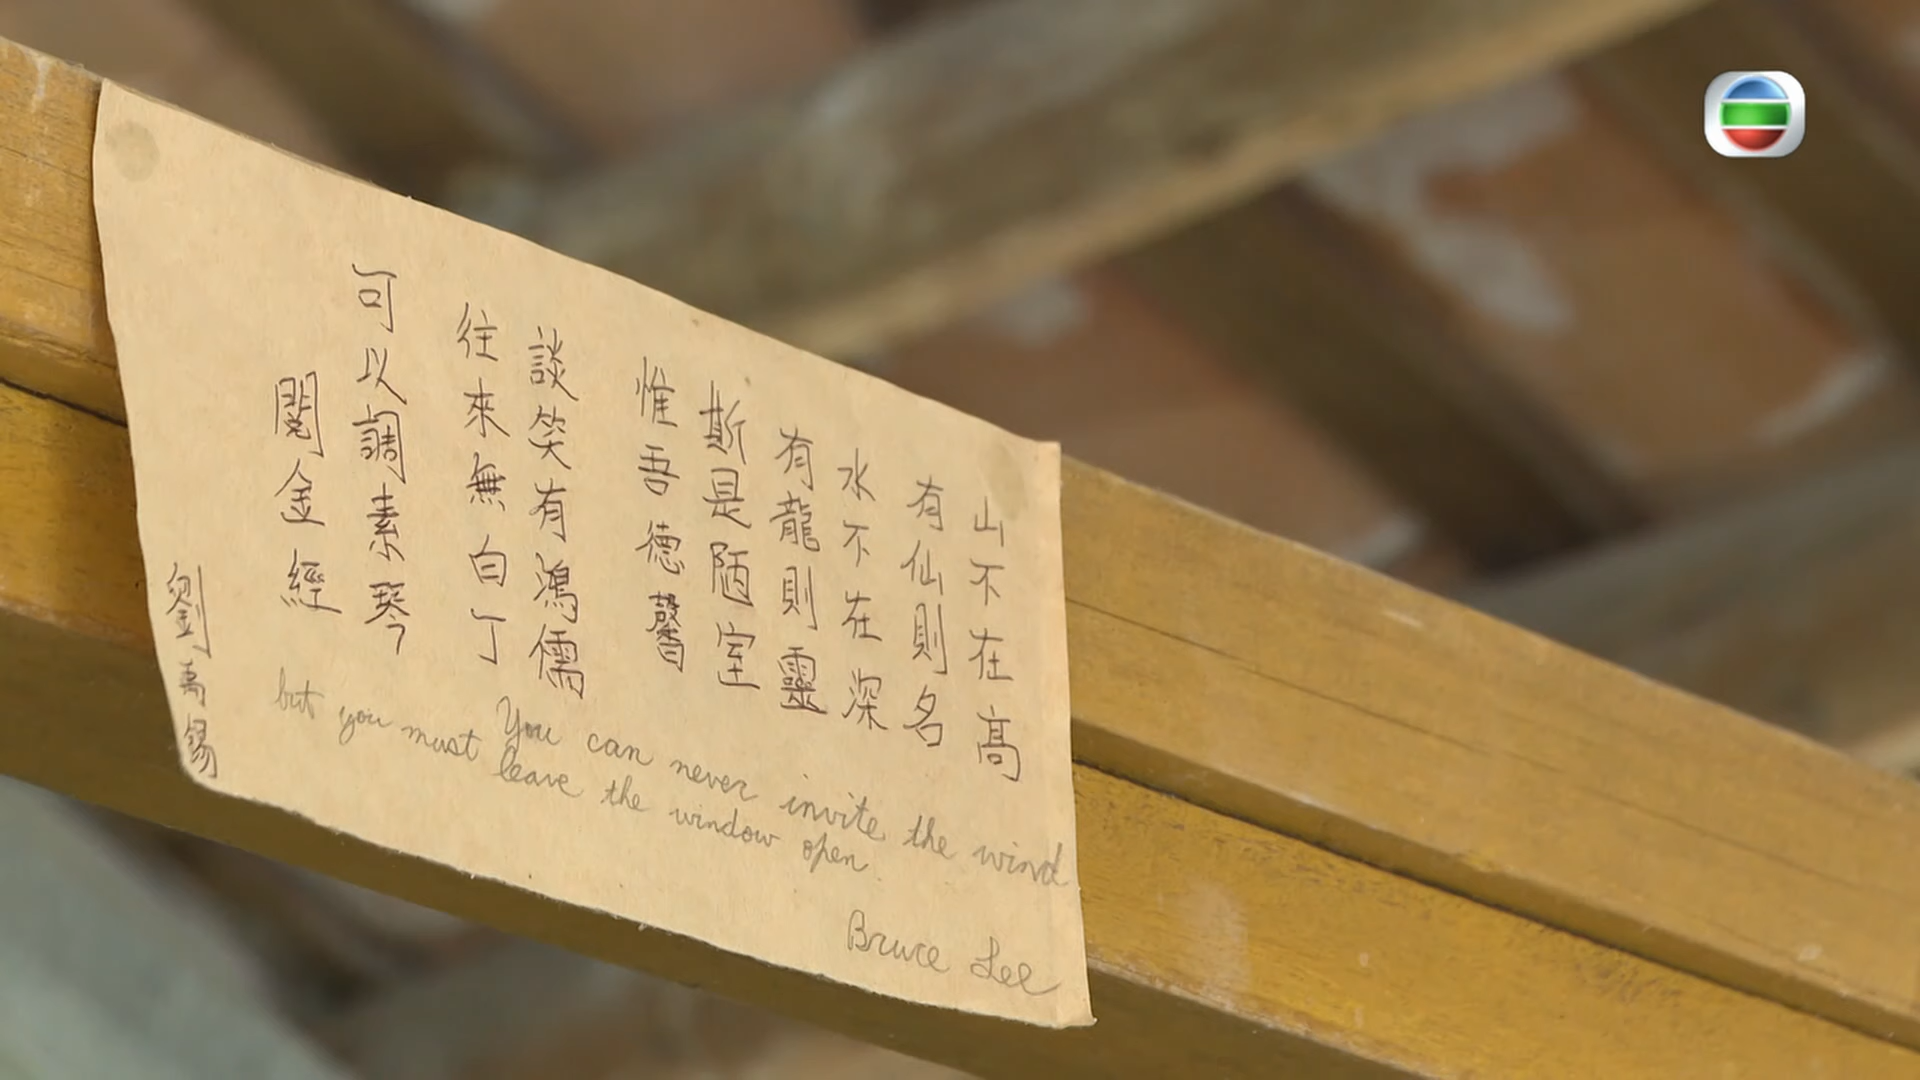 山不在高
有仙則名
水不在深
有龍則靈
斯是陋室
惟吾德馨
談笑有鴻儒
往來無白丁
可以調素琴
閱金經
劉禹錫
You can never invite the wind
but you must leave the window open.
Bruce Lee